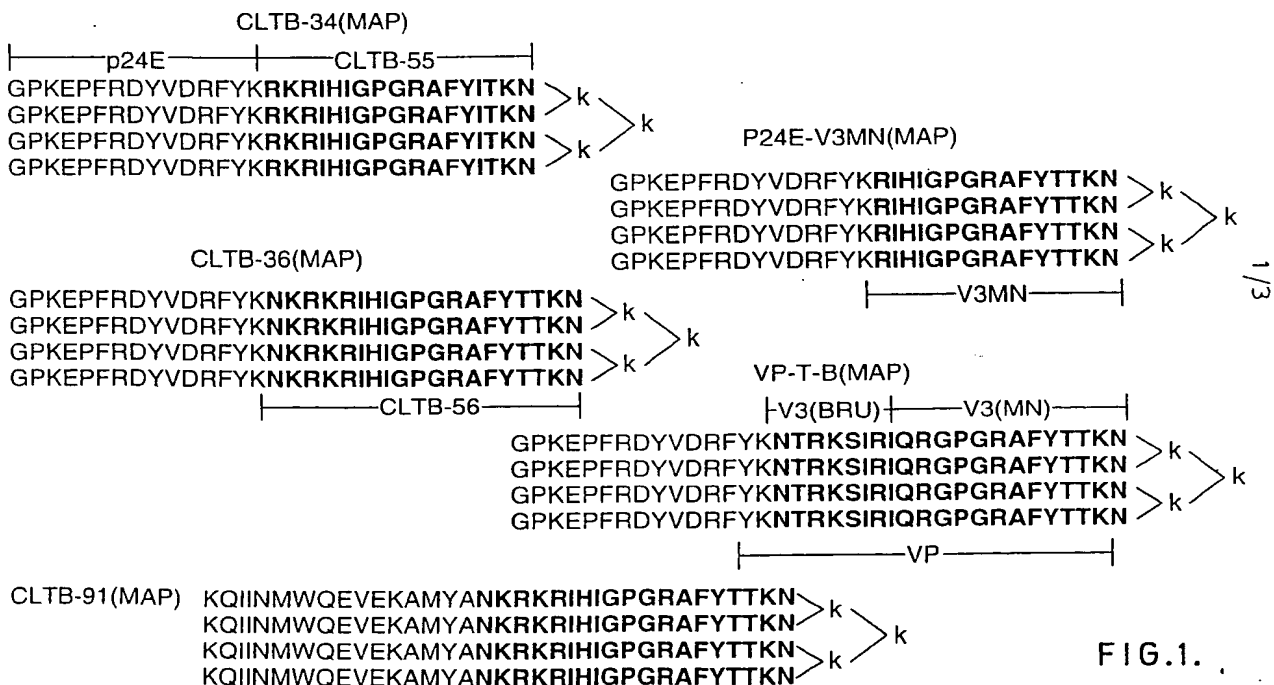 CLTB-34(MAP)
p24E CLTB-55
GPKEPFRDYVDRFYKRKRIHIGPGRAFYITKN
GPKEPFRDYVDRFYKRKRIHIGPGRAFYITKN
GPKEPFRDYVDRFYKRKRIHIGPGRAFYITKN
GPKEPFRDYVDRFYKRKRIHIGPGRAFYITKN
k
k
k
P24E-V3MN(MAP)
GPKEPFRDYVDRFYKRIHIGPGRAFYTTKN
GPKEPFRDYVDRFYKRIHIGPGRAFYTTKN
GPKEPFRDYVDRFYKRIHIGPGRAFYTTKN
GPKEPFRDYVDRFYKRIHIGPGRAFYTTKN
k
k
k
V3MN
1/3
CLTB-36(MAP)
GPKEPFRDYVDRFYKNKRKRIHIGPGRAFYTTKN
GPKEPFRDYVDRFYKNKRKRIHIGPGRAFYTTKN
GPKEPFRDYVDRFYKNKRKRIHIGPGRAFYTTKN
GPKEPFRDYVDRFYKNKRKRIHIGPGRAFYTTKN
k
k
k
CLTB-56
VP-T-B(MAP)
V3(BRU) V3(MN)
GPKEPFRDYVDRFYKNTRKSIRIQRGPGRAFYTTKN
GPKEPFRDYVDRFYKNTRKSIRIQRGPGRAFYTTKN
GPKEPFRDYVDRFYKNTRKSIRIQRGPGRAFYTTKN
GPKEPFRDYVDRFYKNTRKSIRIQRGPGRAFYTTKN
k
k
k
VP
CLTB-91(MAP) KQIINMWQEVEKAMYANKRKRIHIGPGRAFYTTKN
KQIINMWQEVEKAMYANKRKRIHIGPGRAFYTTKN
KQIINMWQEVEKAMYANKRKRIHIGPGRAFYTTKN
KQIINMWQEVEKAMYANKRKRIHIGPGRAFYTTKN
k
k
k
FIG.1.